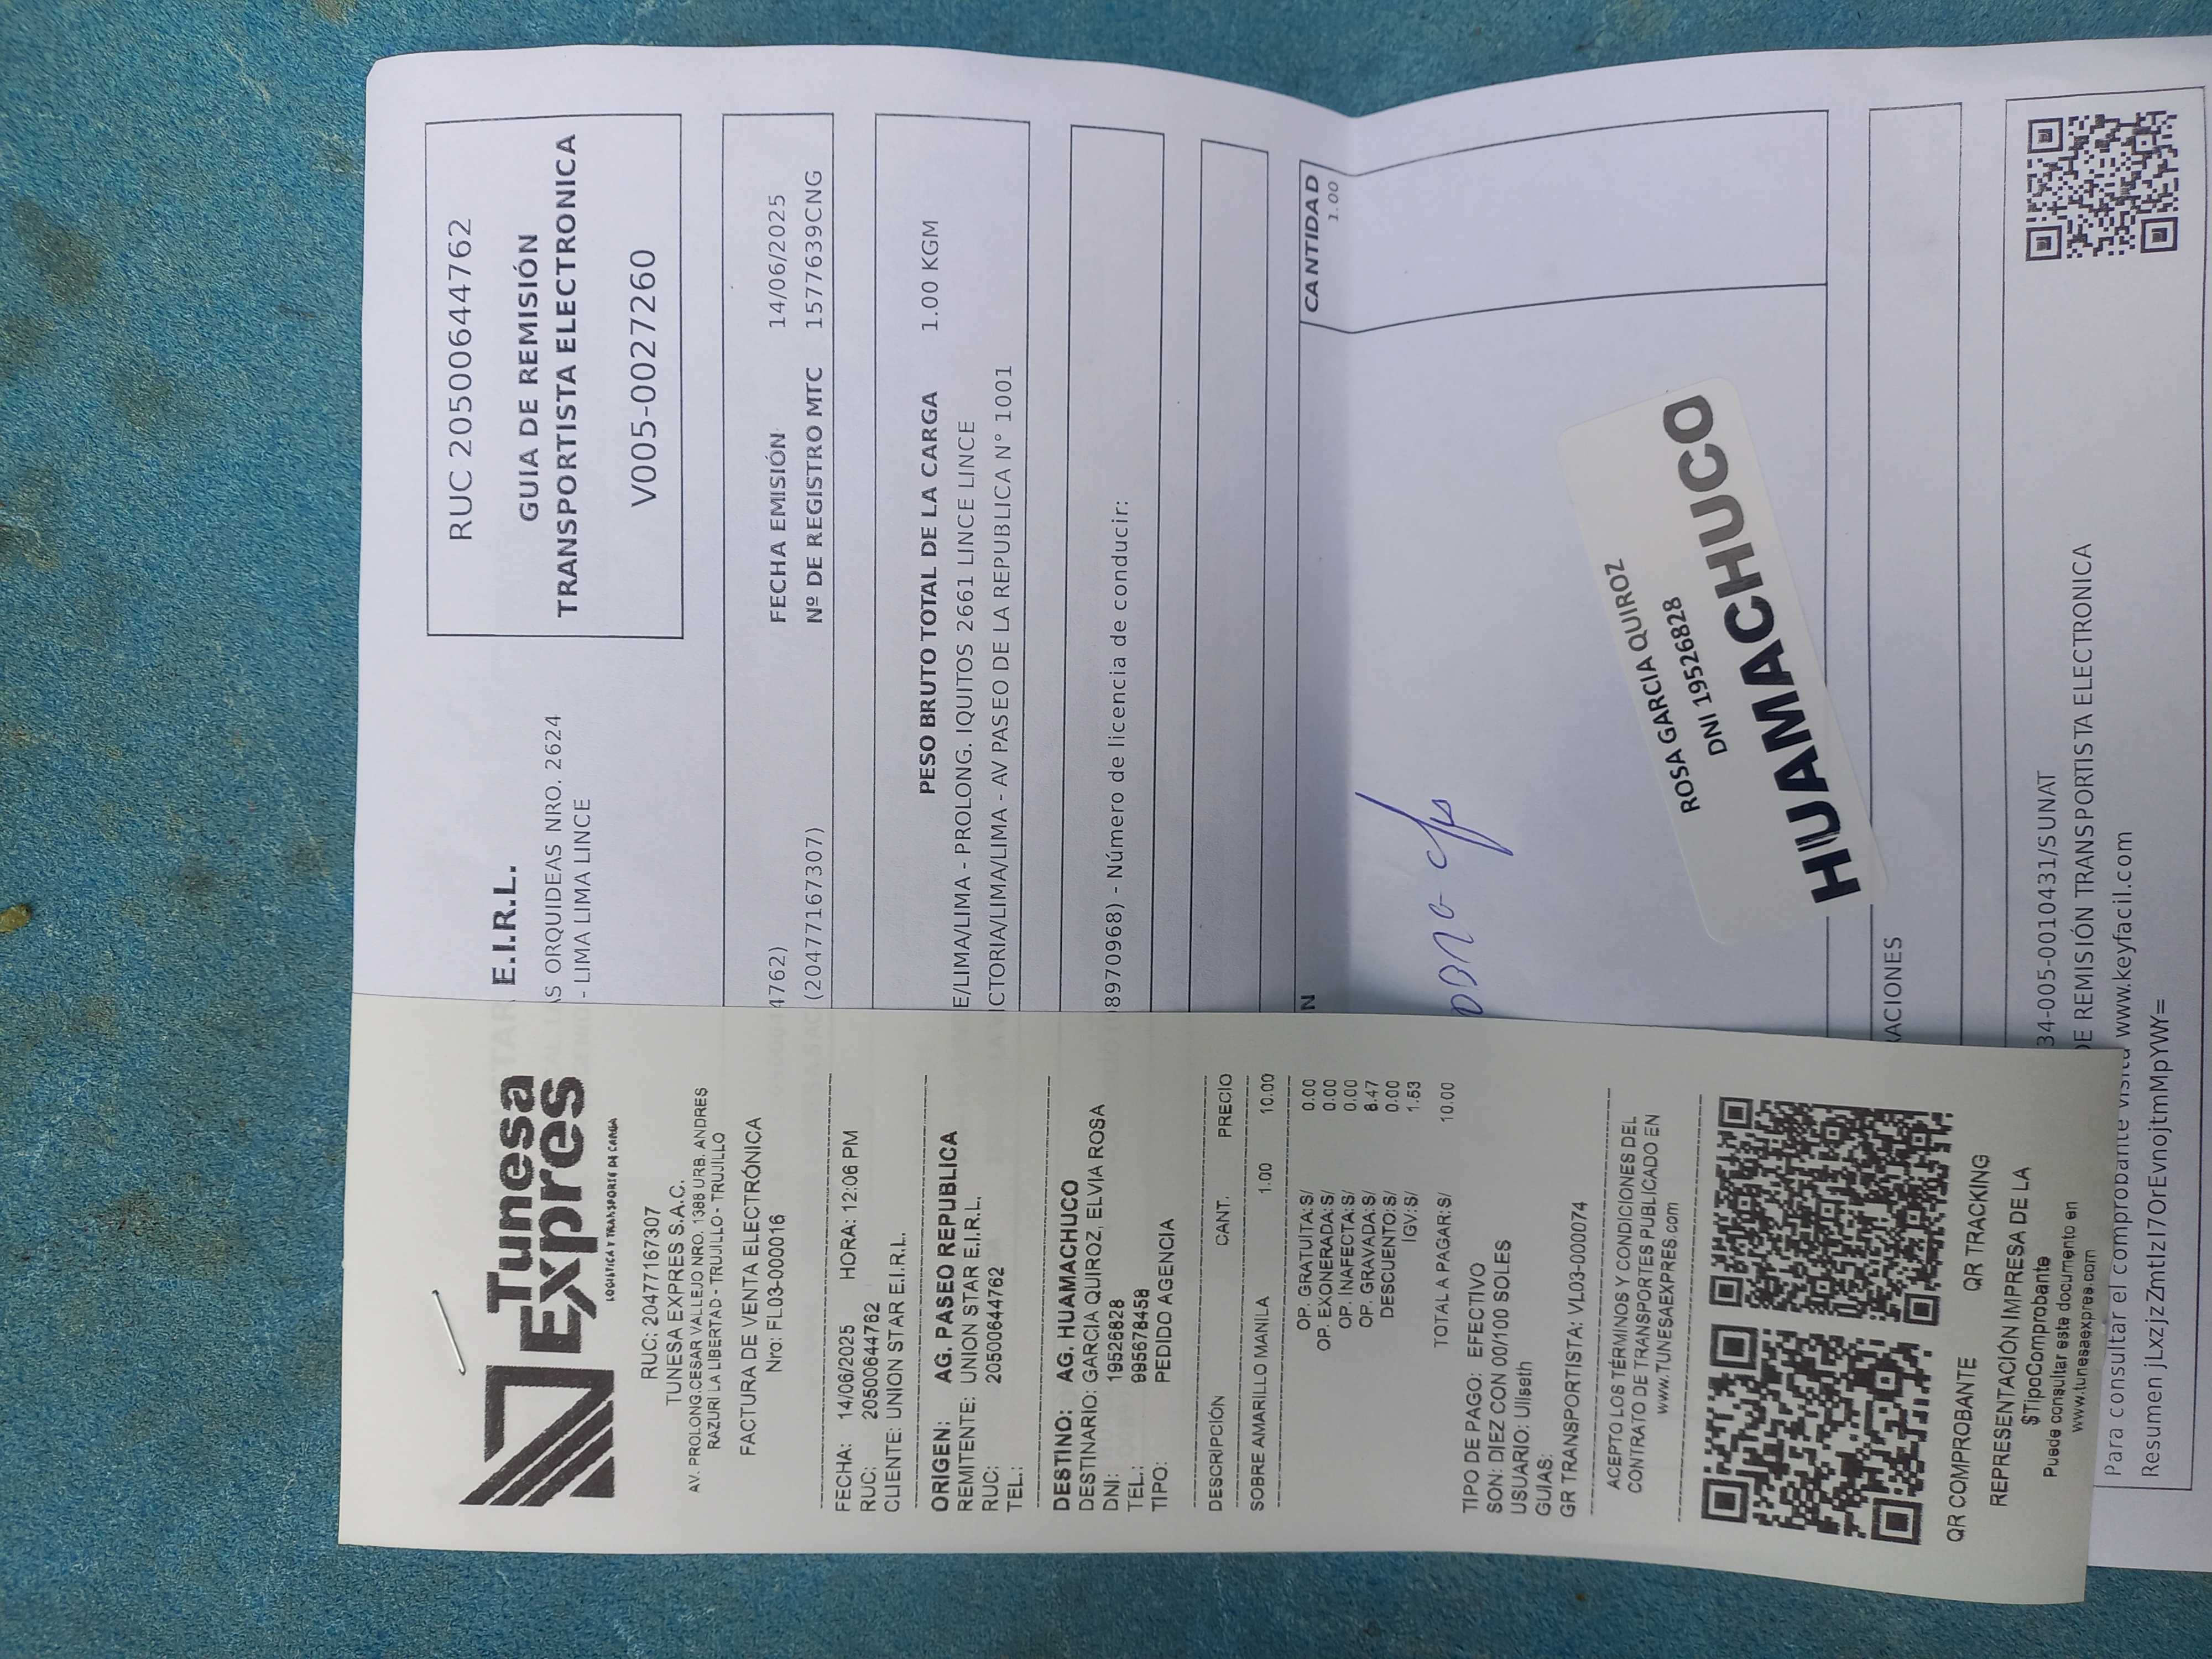 Tunesa
Expres
LOGISTICA Y TRANSPORTE DE CARGA
RUC: 20477167307
TUNESA EXPRES S.A.C.
AV. PROLONG.CESAR VALLEJO NRO. 1388 URB. ANDRES
RAZURI LA LIBERTAD - TRUJILLO - TRUJILLO
FACTURA DE VENTA ELECTRÓNICA
Nro: FL03-000016
FECHA: 14/06/2025 HORA: 12:06 PM
RUC: 20500644762
CLIENTE: UNION STAR E.I.R.L.
ORIGEN: AG. PASEO REPUBLICA
REMITENTE: UNION STAR E.I.R.L.
RUC: 20500644762
TEL.:
DESTINO: AG. HUAMACHUCO
DESTINARIO: GARCIA QUIROZ, ELVIA ROSA
DNI: 19526828
TEL.: 995678458
TIPO: PEDIDO AGENCIA
DESCRIPCIÓN CANT. PRECIO
SOBRE AMARILLO MANILA 1.00 10.00
OP. GRATUITA:S/ 0.00
OP. EXONERADA:S/ 0.00
OP. INAFECTA:S/ 0.00
OP. GRAVADA:S/ 8.47
DESCUENTO:S/ 0.00
IGV:S/ 1.53
TOTAL A PAGAR:S/ 10.00
TIPO DE PAGO: EFECTIVO
SON: DIEZ CON 00/100 SOLES
USUARIO: Uliseth
GUIAS:
GR TRANSPORTISTA: VL03-000074
ACEPTO LOS TÉRMINOS Y CONDICIONES DEL
CONTRATO DE TRANSPORTES PUBLICADO EN
www.TUNESAEXPRES.com
QR COMPROBANTE QR TRACKING
REPRESENTACIÓN IMPRESA DE LA
$TipoComprobante
Puede consultar este documento en
www.tunesaexpres.com
E.I.R.L.
AS ORQUIDEAS NRO. 2624
- LIMA LIMA LINCE
RUC 20500644762
GUIA DE REMISIÓN
TRANSPORTISTA ELECTRONICA
V005-0027260
4762) FECHA EMISIÓN 14/06/2025
(20477167307) Nº DE REGISTRO MTC 1577639CNG
PESO BRUTO TOTAL DE LA CARGA 1.00 KGM
E/LIMA/LIMA - PROLONG. IQUITOS 2661 LINCE LINCE
ICTORIA/LIMA/LIMA - AV PASEO DE LA REPUBLICA N° 1001
8970968) - Número de licencia de conducir:
N CANTIDAD
1.00
ROSA GARCIA QUIROZ
DNI 19526828
HUAMACHUCO
ACIONES
34-005-0010431/SUNAT
DE REMISIÓN TRANSPORTISTA ELECTRONICA
Para consultar el comprobante visita www.keyfacil.com
Resumen jLxzjzZmtIzI7OrEvnojtmMpYWY=